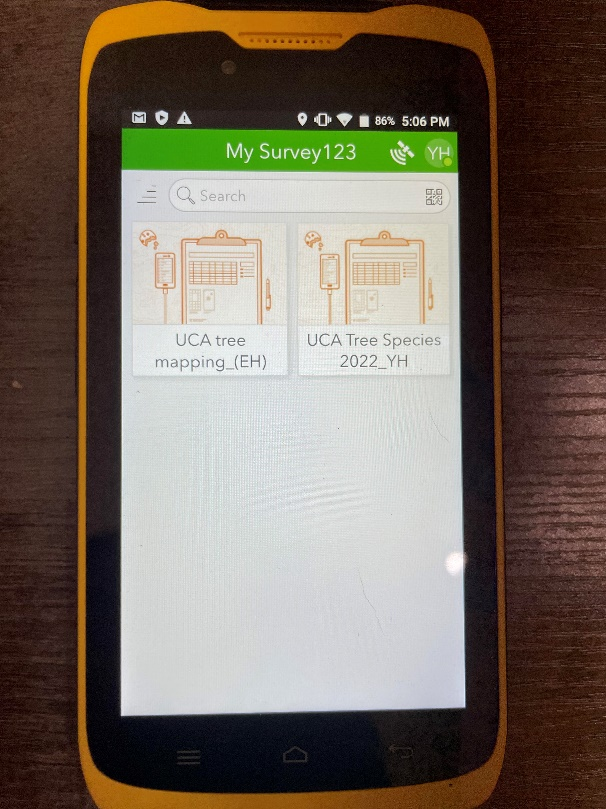 86% 5:06 PM
My Survey123
YH
Search
UCA tree
mapping_(EH)
UCA Tree Species
2022_YH